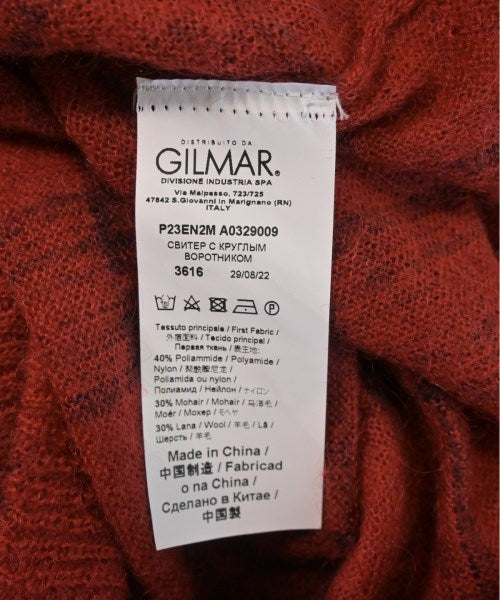 DISTRIBUITO DA
GILMAR®
DIVISIONE INDUSTRIA SPA
Via Malpasso, 723/725
47842 S.Giovanni in Marignano (RN)
ITALY
P23EN2M A0329009
СВИТЕР С КРУГЛЫМ
ВОРОТНИКОМ
3616 29/08/22
Tessuto principale / First Fabric /
外层面料 / Tecido principal /
Первая ткань / 表生地:
40% Poliammide / Polyamide /
Nylon / 聚酰胺尼龙 /
Poliamida ou nylon /
Полиамид / Нейлон / ナイロン
30% Mohair / Mohair / 马海毛 /
Moér / Мохер / モヘヤ
30% Lana / Wool / 羊毛 / Lã /
Шерсть / 羊毛
Made in China /
中国制造 / Fabricad
o na China /
Сделано в Китае /
中国製